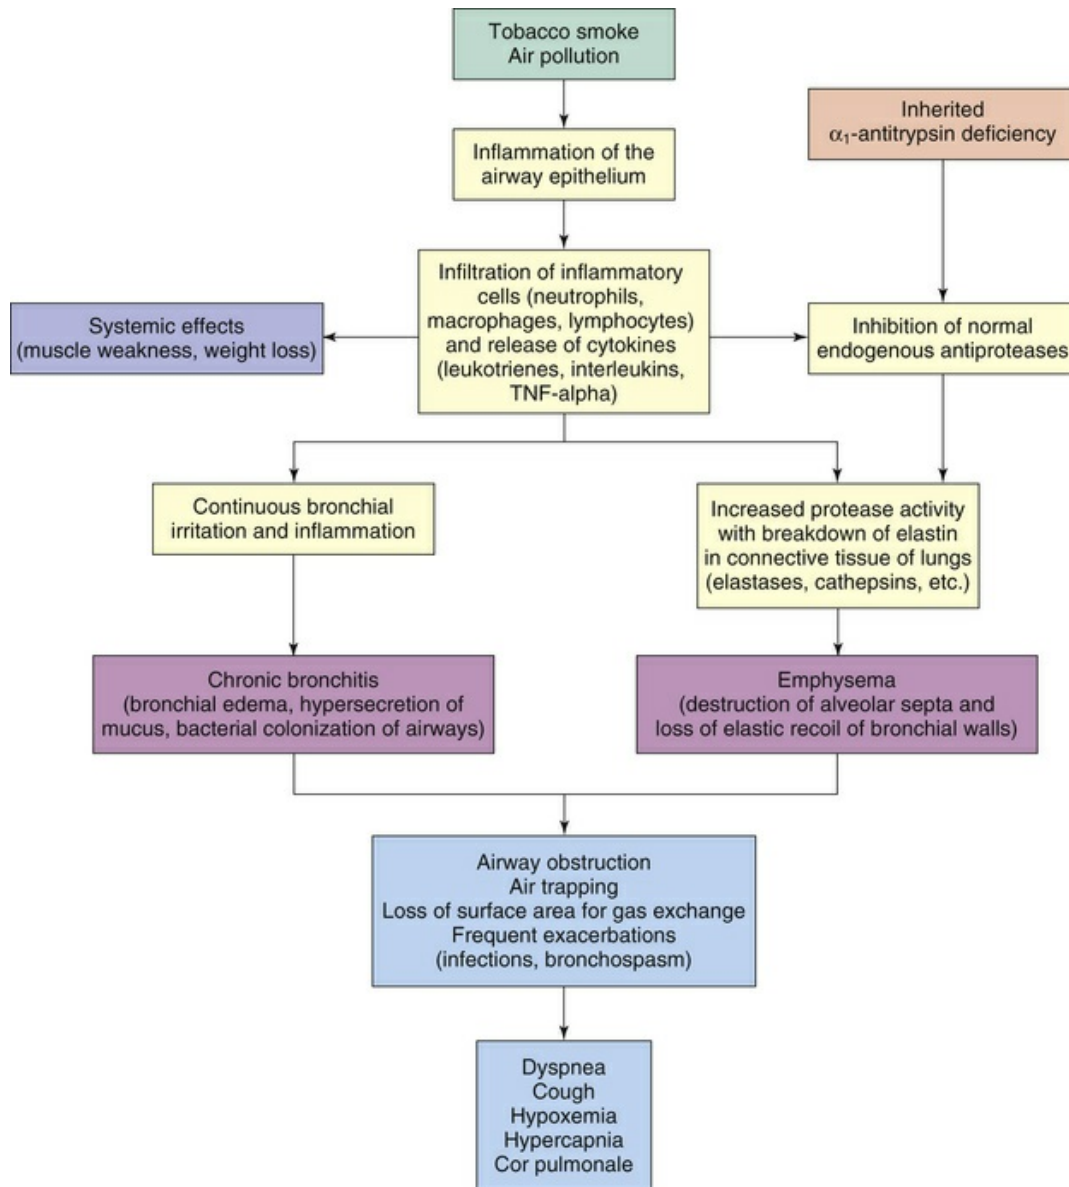 Tobacco smoke
Air pollution
Inherited
α₁-antitrypsin deficiency
Inflammation of the
airway epithelium
Infiltration of inflammatory
cells (neutrophils,
macrophages, lymphocytes)
and release of cytokines
(leukotrienes, interleukins,
TNF-alpha)
Systemic effects
(muscle weakness, weight loss)
Inhibition of normal
endogenous antiproteases
Continuous bronchial
irritation and inflammation
Increased protease activity
with breakdown of elastin
in connective tissue of lungs
(elastases, cathepsins, etc.)
Chronic bronchitis
(bronchial edema, hypersecretion of
mucus, bacterial colonization of airways)
Emphysema
(destruction of alveolar septa and
loss of elastic recoil of bronchial walls)
Airway obstruction
Air trapping
Loss of surface area for gas exchange
Frequent exacerbations
(infections, bronchospasm)
Dyspnea
Cough
Hypoxemia
Hypercapnia
Cor pulmonale